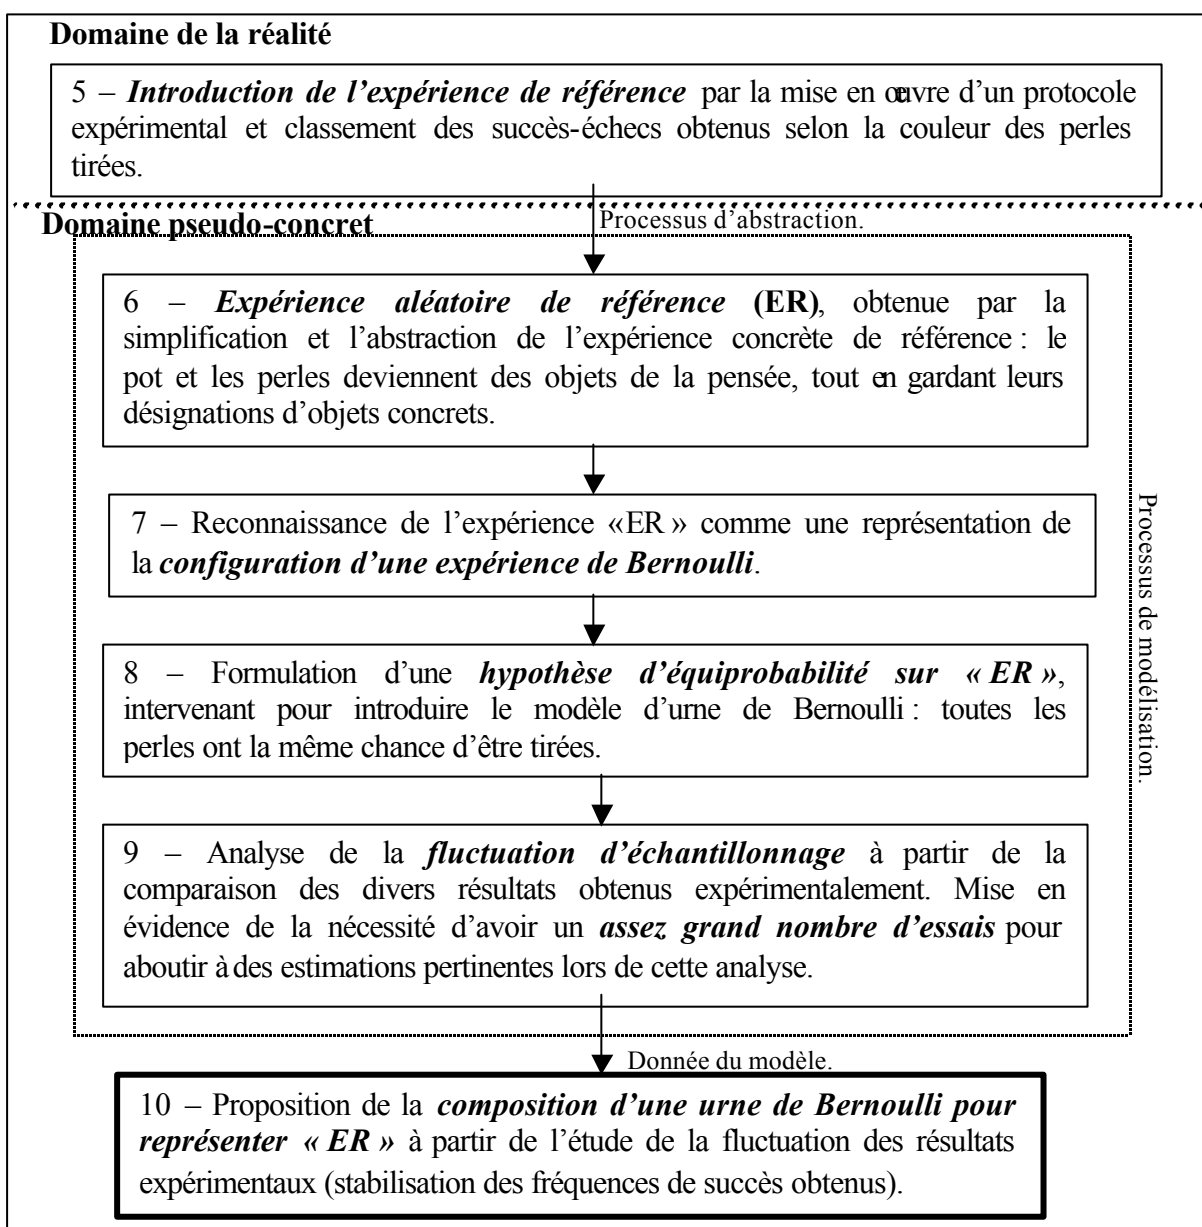 Domaine de la réalité
5 – Introduction de l’expérience de référence par la mise en œuvre d’un protocole
expérimental et classement des succès-échecs obtenus selon la couleur des perles
tirées.
Processus d’abstraction.
Domaine pseudo-concret
6 – Expérience aléatoire de référence (ER), obtenue par la
simplification et l’abstraction de l’expérience concrète de référence : le
pot et les perles deviennent des objets de la pensée, tout en gardant leurs
désignations d’objets concrets.
7 – Reconnaissance de l’expérience « ER » comme une représentation de
la configuration d’une expérience de Bernoulli.
8 – Formulation d’une hypothèse d’équiprobabilité sur « ER »,
intervenant pour introduire le modèle d’urne de Bernoulli : toutes les
perles ont la même chance d’être tirées.
9 – Analyse de la fluctuation d’échantillonnage à partir de la
comparaison des divers résultats obtenus expérimentalement. Mise en
évidence de la nécessité d’avoir un assez grand nombre d’essais pour
aboutir à des estimations pertinentes lors de cette analyse.
Processus de modélisation.
Donnée du modèle.
10 – Proposition de la composition d’une urne de Bernoulli pour
représenter « ER » à partir de l’étude de la fluctuation des résultats
expérimentaux (stabilisation des fréquences de succès obtenus).